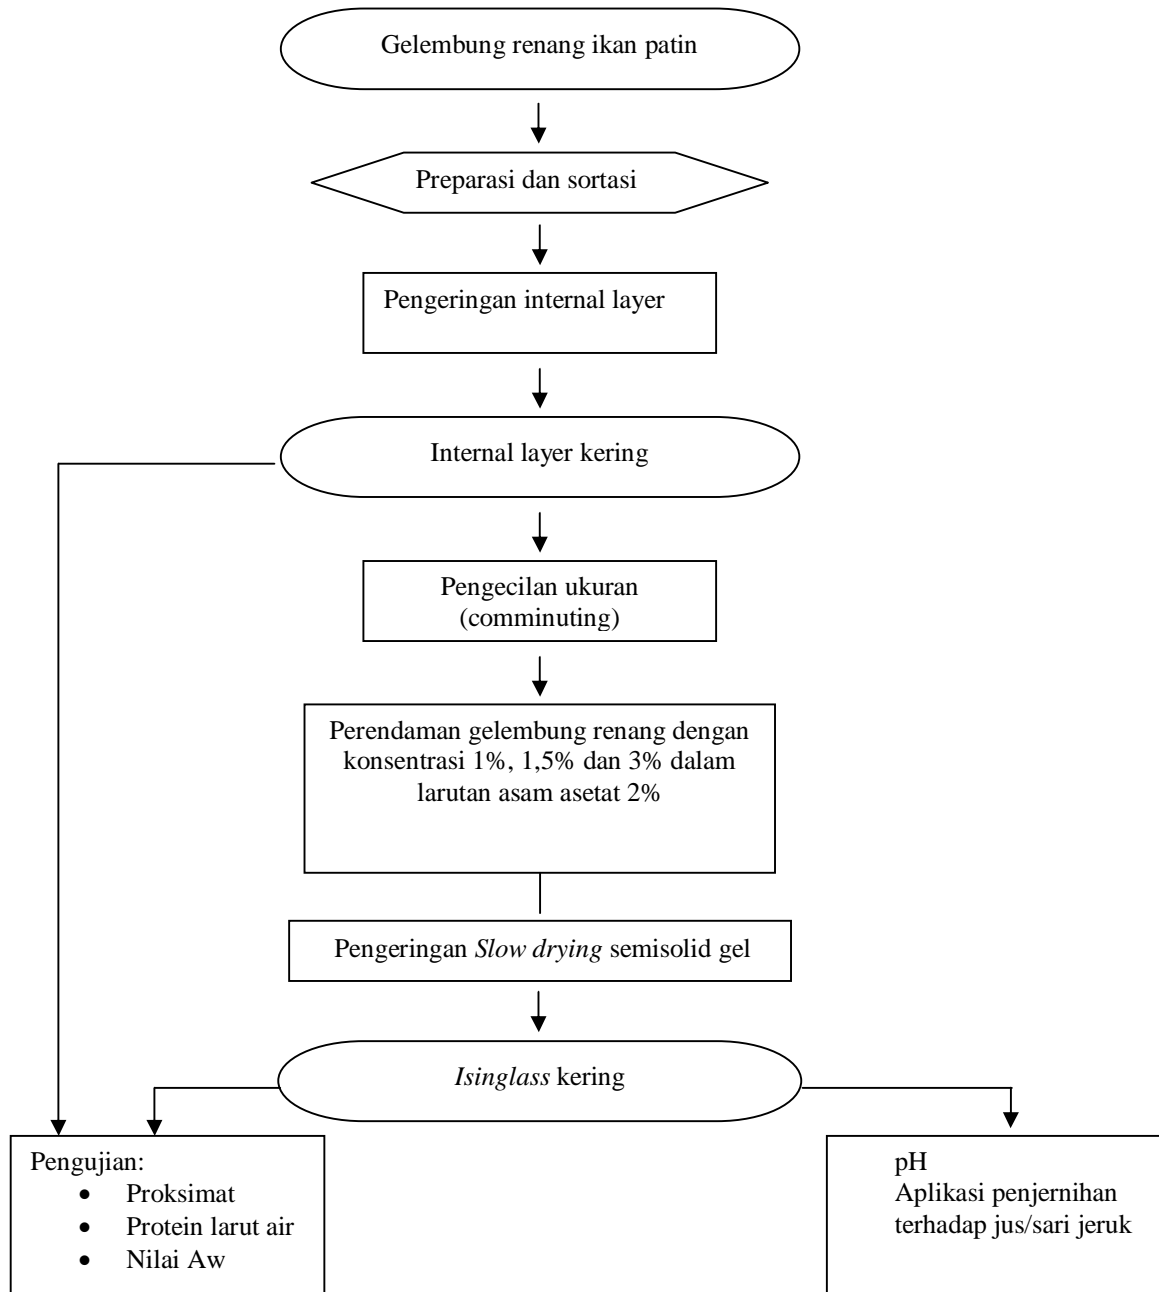 Gelembung renang ikan patin
Preparasi dan sortasi
Pengeringan internal layer
Internal layer kering
Pengecilan ukuran
(comminuting)
Perendaman gelembung renang dengan
konsentrasi 1%, 1,5% dan 3% dalam
larutan asam asetat 2%
Pengeringan Slow drying semisolid gel
Isinglass kering
Pengujian:
• Proksimat
• Protein larut air
• Nilai Aw
pH
Aplikasi penjernihan
terhadap jus/sari jeruk